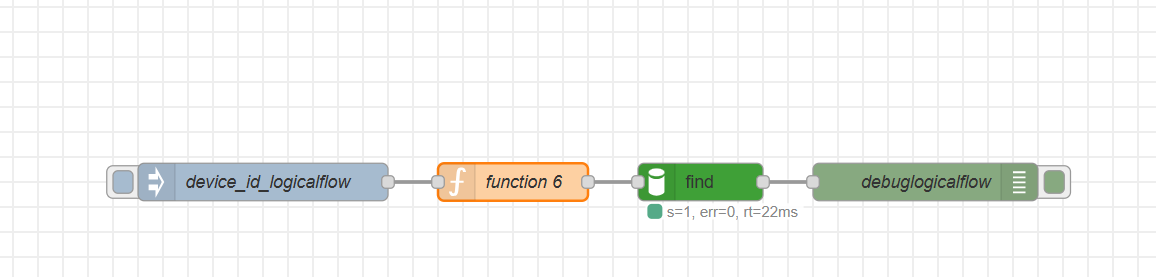 device_id_logicalflow
function 6
find
debuglogicalflow
s=1, err=0, rt=22ms